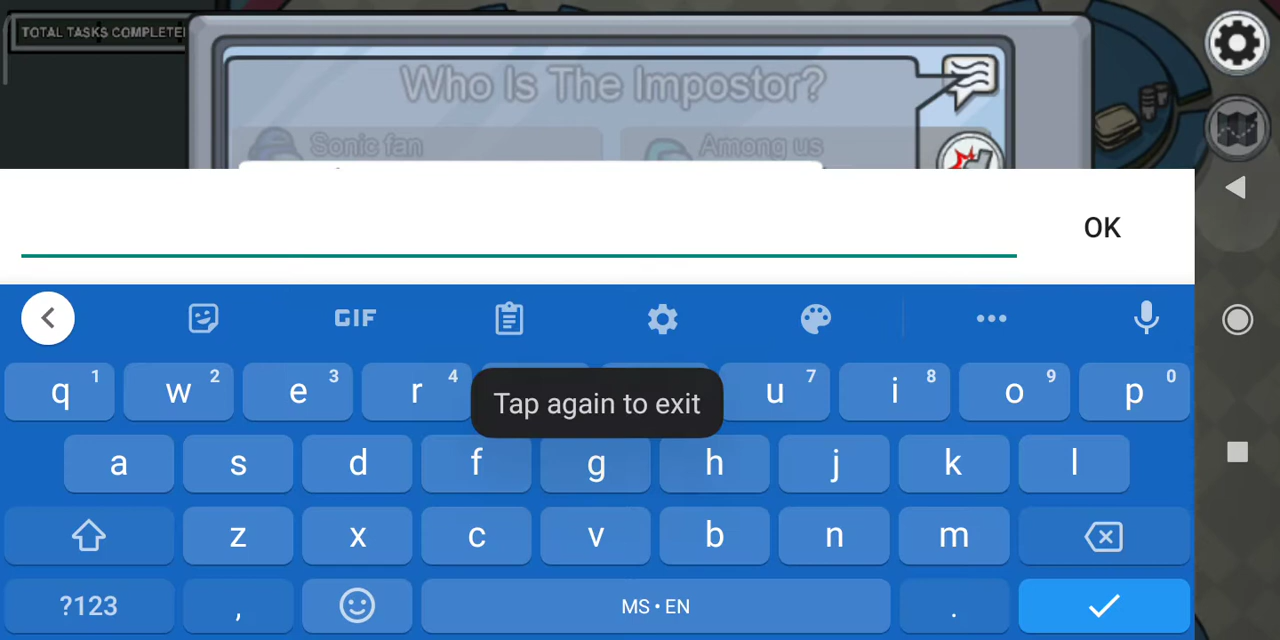 TOTAL TASKS COMPLETE
Who Is The Impostor?
Sonic fan Among us
OK
GIF
q 1 w 2 e 3 r 4 u 7 i 8 o 9 p 0
Tap again to exit
a s d f g h j k l
z x c v b n m
?123 , MS • EN .